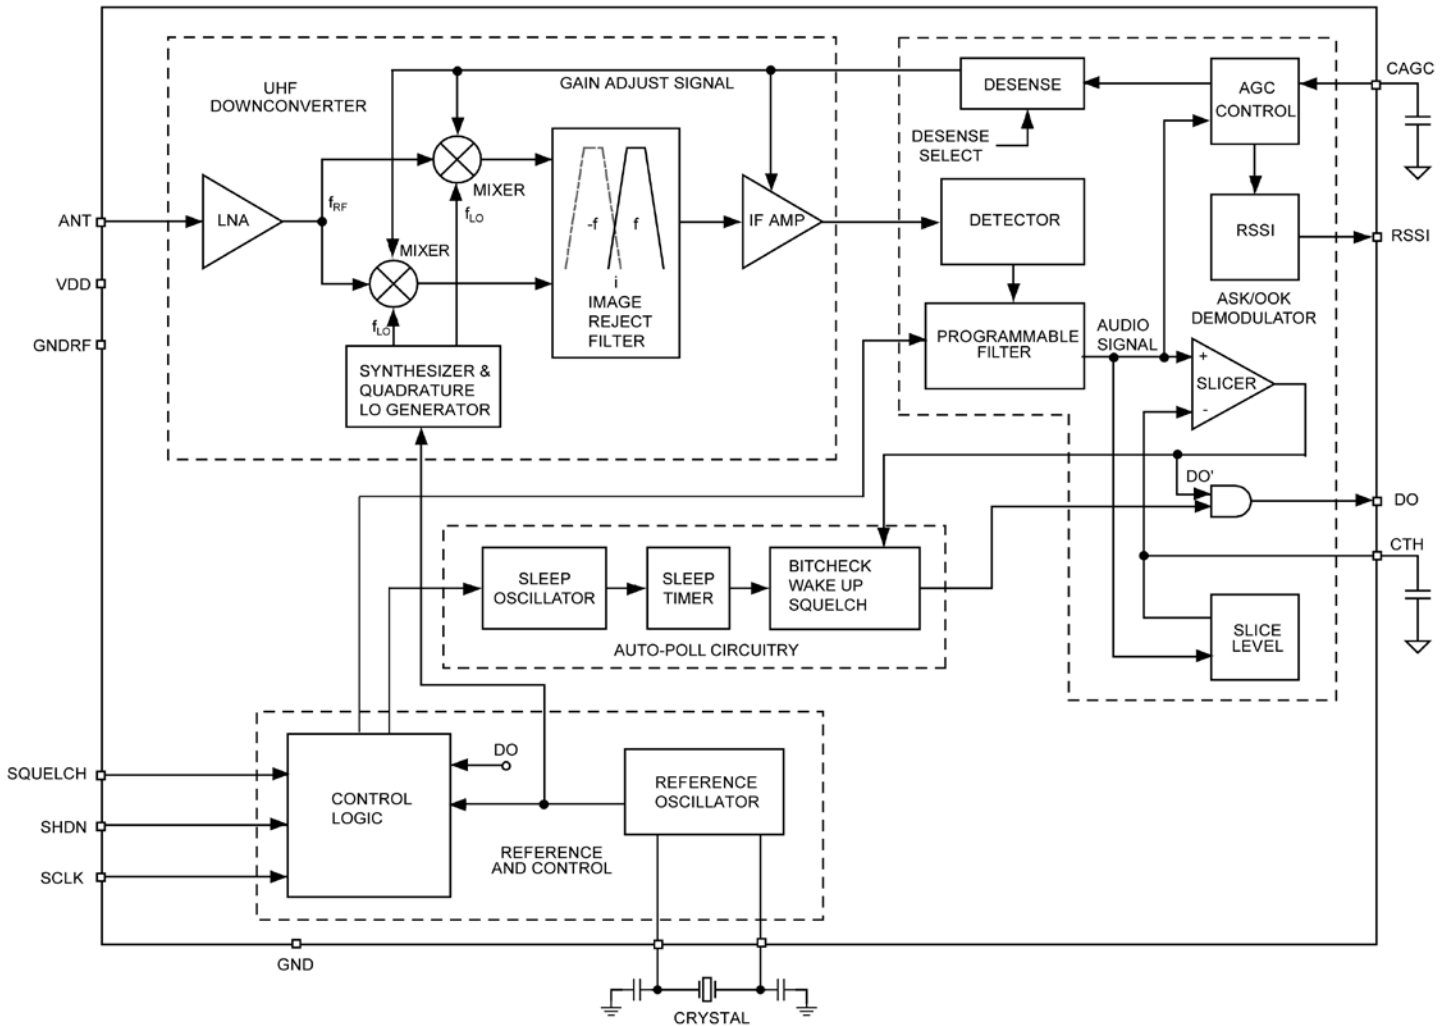 UHF
DOWNCONVERTER
GAIN ADJUST SIGNAL
DESENSE
AGC
CONTROL
CAGC
DESENSE
SELECT
MIXER
fRF
fLO
LNA
ANT
-f
f
IF AMP
DETECTOR
RSSI
RSSI
MIXER
VDD
i
IMAGE
REJECT
FILTER
ASK/OOK
DEMODULATOR
fLO
GNDRF
PROGRAMMABLE
FILTER
AUDIO
SIGNAL
+
SLICER
-
SYNTHESIZER &
QUADRATURE
LO GENERATOR
DO'
DO
CTH
SLEEP
OSCILLATOR
SLEEP
TIMER
BITCHECK
WAKE UP
SQUELCH
AUTO-POLL CIRCUITRY
SLICE
LEVEL
DO
SQUELCH
SHDN
SCLK
CONTROL
LOGIC
REFERENCE
OSCILLATOR
REFERENCE
AND CONTROL
GND
CRYSTAL